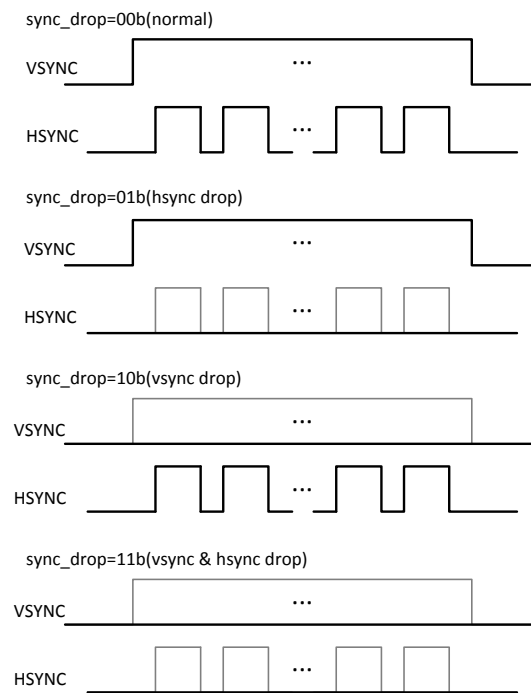 sync_drop=00b(normal)
VSYNC
...
HSYNC
...
sync_drop=01b(hsync drop)
VSYNC
...
HSYNC
...
sync_drop=10b(vsync drop)
VSYNC
...
HSYNC
...
sync_drop=11b(vsync & hsync drop)
VSYNC
...
HSYNC
...